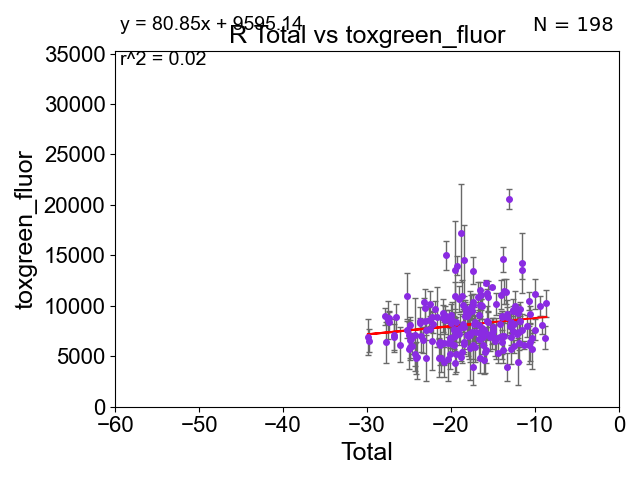 y = 80.85x + 9595.14
R Total vs toxgreen_fluor
N = 198
r^2 = 0.02
35000
30000
25000
20000
15000
10000
5000
0
toxgreen_fluor
−60
−50
−40
−30
−20
−10
0
Total